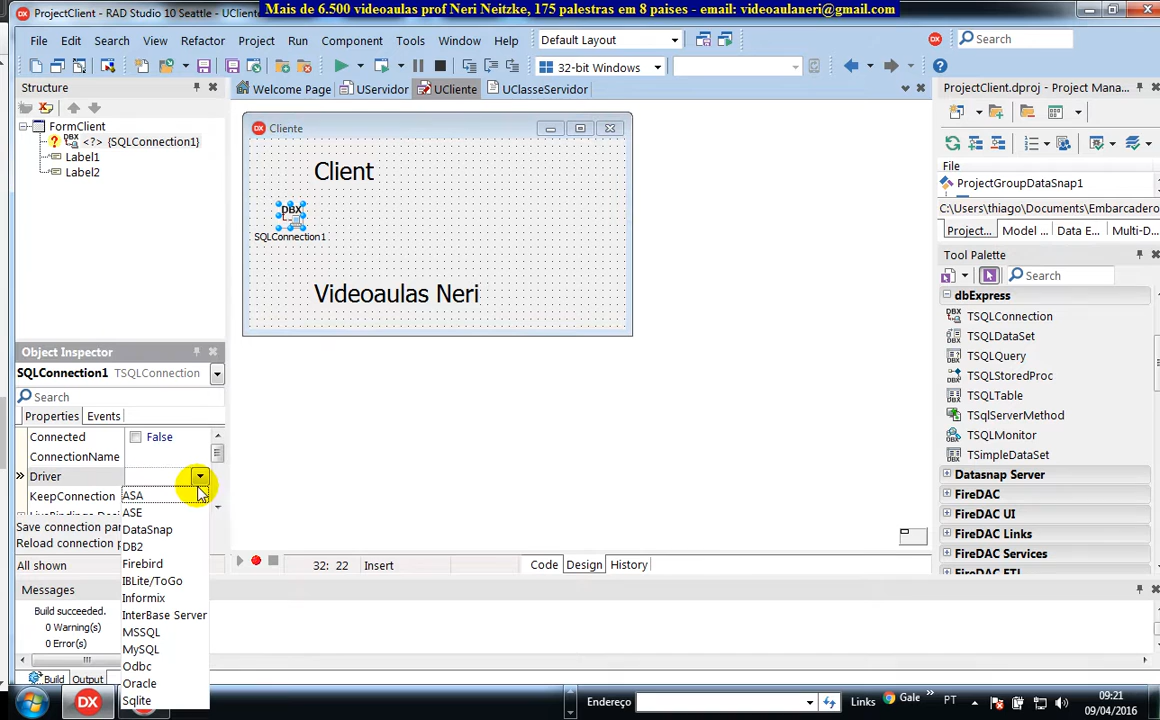 Mais de 6.500 videoaulas prof Neri Neitzke, 175 palestras em 8 paises - email: videoaulaneri@gmail.com
ProjectClient - RAD Studio 10 Seattle - UClien
File Edit Search View Refactor Project Run Component Tools Window Help
Default Layout
Search
32-bit Windows
Structure
Welcome Page UServidor UCliente UClasseServidor
FormClient
<?> {SQLConnection1}
Label1
Label2
Cliente
Client
DBX
SQLConnection1
Videoaulas Neri
ProjectClient.dproj - Project Mana...
File
ProjectGroupDataSnap1
C:\Users\thiago\Documents\Embarcadero
Project... Model ... Data E... Multi-D...
Tool Palette
Search
dbExpress
TSQLConnection
TSQLDataSet
TSQLQuery
TSQLStoredProc
TSQLTable
TSqlServerMethod
TSQLMonitor
TSimpleDataSet
Datasnap Server
FireDAC
FireDAC UI
FireDAC Links
FireDAC Services
FireDAC ETL
Object Inspector
SQLConnection1 TSQLConnection
Search
Properties Events
Connected False
ConnectionName
Driver
KeepConnection
ASA
ASE
DataSnap
DB2
Firebird
IBLite/ToGo
Informix
InterBase Server
MSSQL
MySQL
Odbc
Oracle
Sqlite
Save connection pa
Reload connection p
All shown
32: 22 Insert
Code Design History
Messages
Build succeeded.
0 Warning(s)
0 Error(s)
Build Output
Endereço
Links
Gale
PT
09:21
09/04/2016